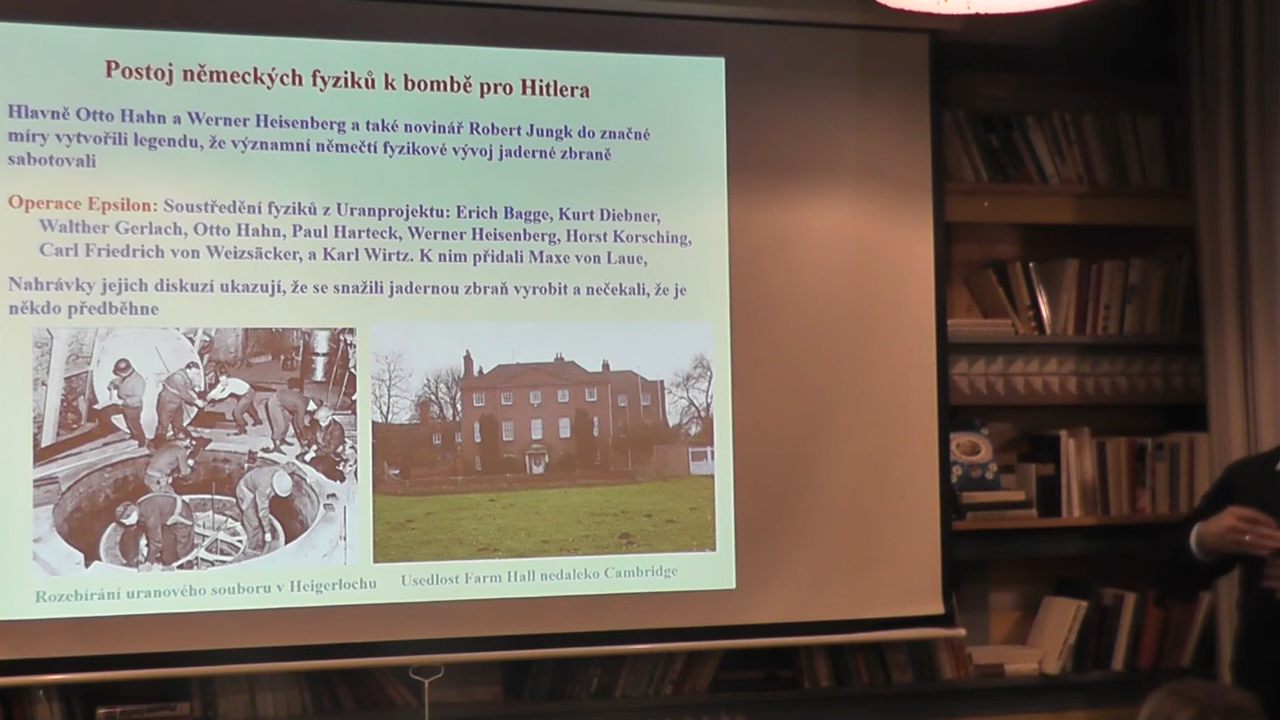 Postoj německých fyziků k bombě pro Hitlera
Hlavně Otto Hahn a Werner Heisenberg a také novinář Robert Jungk do značné
míry vytvořili legendu, že významní němečtí fyzikové vývoj jaderné zbraně
sabotovali
Operace Epsilon: Soustředění fyziků z Uranprojektu: Erich Bagge, Kurt Diebner,
Walther Gerlach, Otto Hahn, Paul Harteck, Werner Heisenberg, Horst Korsching,
Carl Friedrich von Weizsäcker, a Karl Wirtz. K nim přidali Maxe von Laue,
Nahrávky jejich diskuzí ukazují, že se snažili jadernou zbraň vyrobit a nečekali, že je
někdo předběhne
Rozebírání uranového souboru v Heigerlochu
Usedlost Farm Hall nedaleko Cambridge